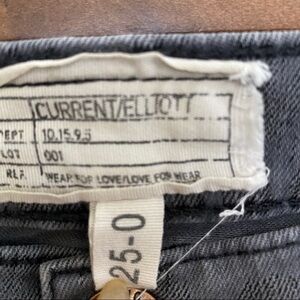 CURRENT/ELLIOTT
DEPT 10.15.9.5
LOT 001
REF. WEAR FOR LOVE/LOVE FOR WEAR
25-0